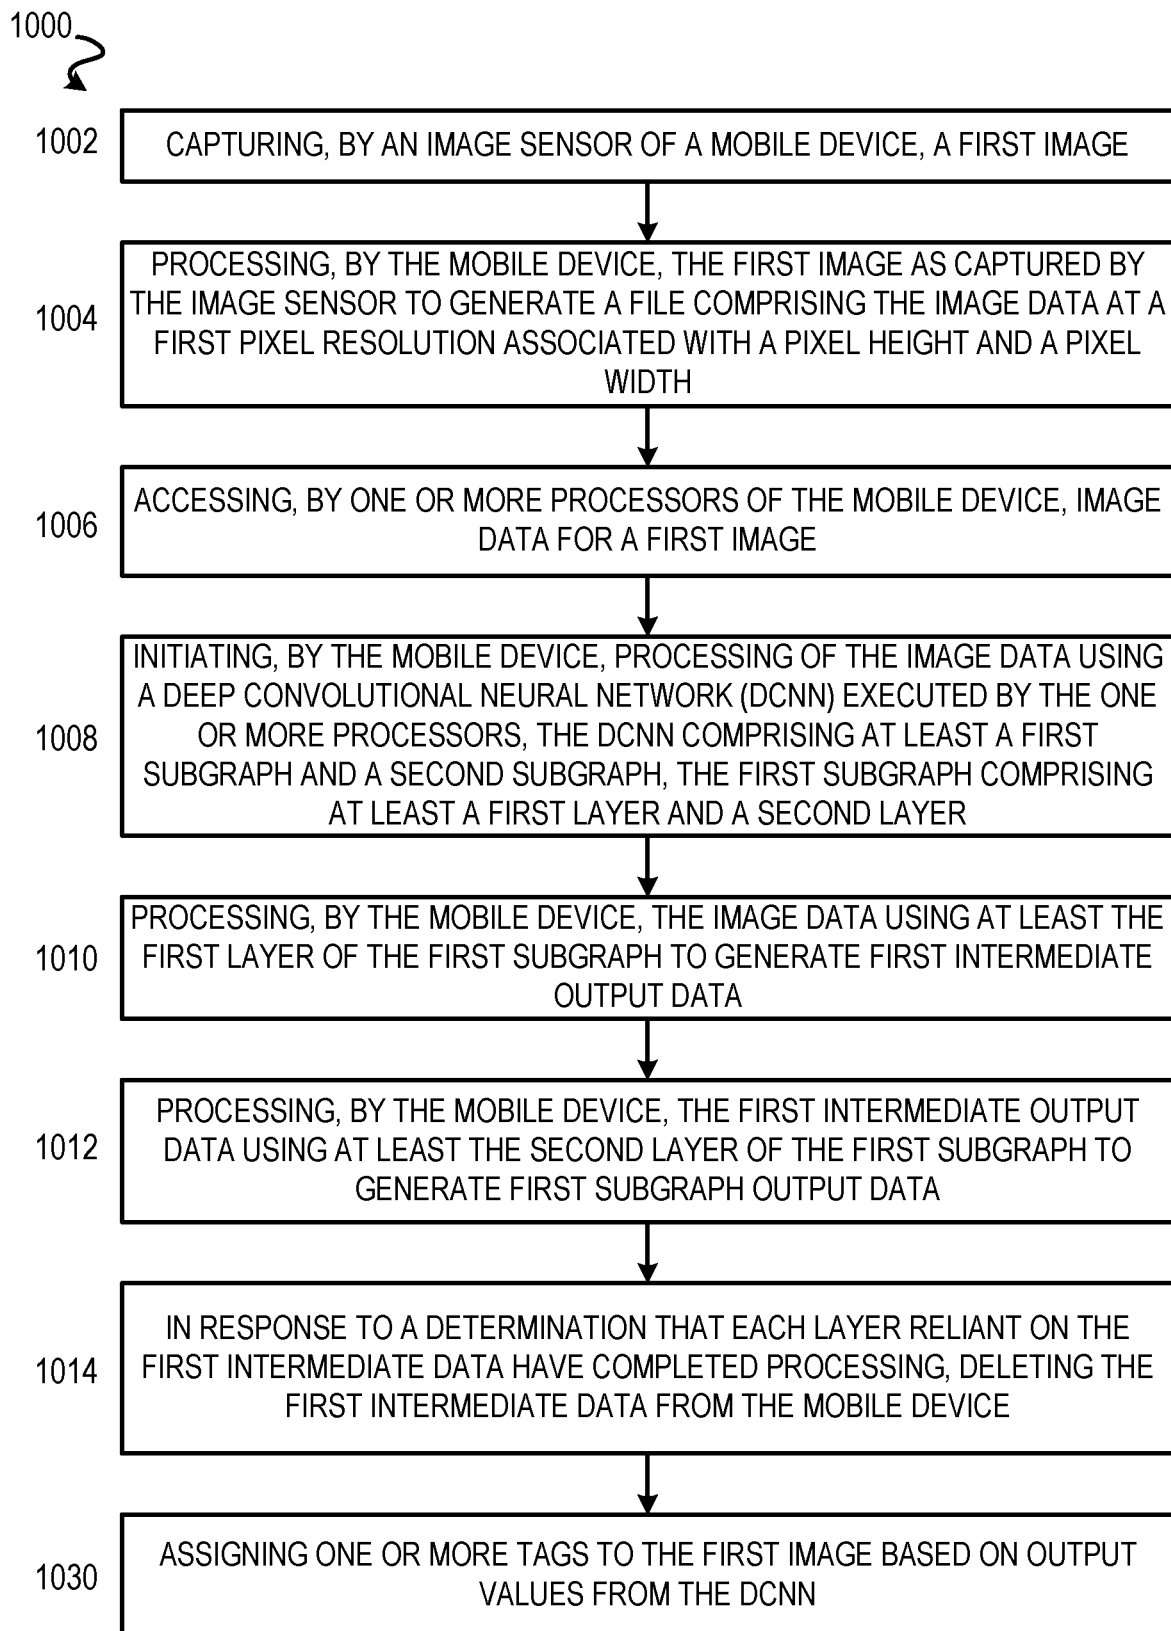 1000
1002
CAPTURING, BY AN IMAGE SENSOR OF A MOBILE DEVICE, A FIRST IMAGE
1004
PROCESSING, BY THE MOBILE DEVICE, THE FIRST IMAGE AS CAPTURED BY
THE IMAGE SENSOR TO GENERATE A FILE COMPRISING THE IMAGE DATA AT A
FIRST PIXEL RESOLUTION ASSOCIATED WITH A PIXEL HEIGHT AND A PIXEL
WIDTH
1006
ACCESSING, BY ONE OR MORE PROCESSORS OF THE MOBILE DEVICE, IMAGE
DATA FOR A FIRST IMAGE
1008
INITIATING, BY THE MOBILE DEVICE, PROCESSING OF THE IMAGE DATA USING
A DEEP CONVOLUTIONAL NEURAL NETWORK (DCNN) EXECUTED BY THE ONE
OR MORE PROCESSORS, THE DCNN COMPRISING AT LEAST A FIRST
SUBGRAPH AND A SECOND SUBGRAPH, THE FIRST SUBGRAPH COMPRISING
AT LEAST A FIRST LAYER AND A SECOND LAYER
1010
PROCESSING, BY THE MOBILE DEVICE, THE IMAGE DATA USING AT LEAST THE
FIRST LAYER OF THE FIRST SUBGRAPH TO GENERATE FIRST INTERMEDIATE
OUTPUT DATA
1012
PROCESSING, BY THE MOBILE DEVICE, THE FIRST INTERMEDIATE OUTPUT
DATA USING AT LEAST THE SECOND LAYER OF THE FIRST SUBGRAPH TO
GENERATE FIRST SUBGRAPH OUTPUT DATA
1014
IN RESPONSE TO A DETERMINATION THAT EACH LAYER RELIANT ON THE
FIRST INTERMEDIATE DATA HAVE COMPLETED PROCESSING, DELETING THE
FIRST INTERMEDIATE DATA FROM THE MOBILE DEVICE
1030
ASSIGNING ONE OR MORE TAGS TO THE FIRST IMAGE BASED ON OUTPUT
VALUES FROM THE DCNN